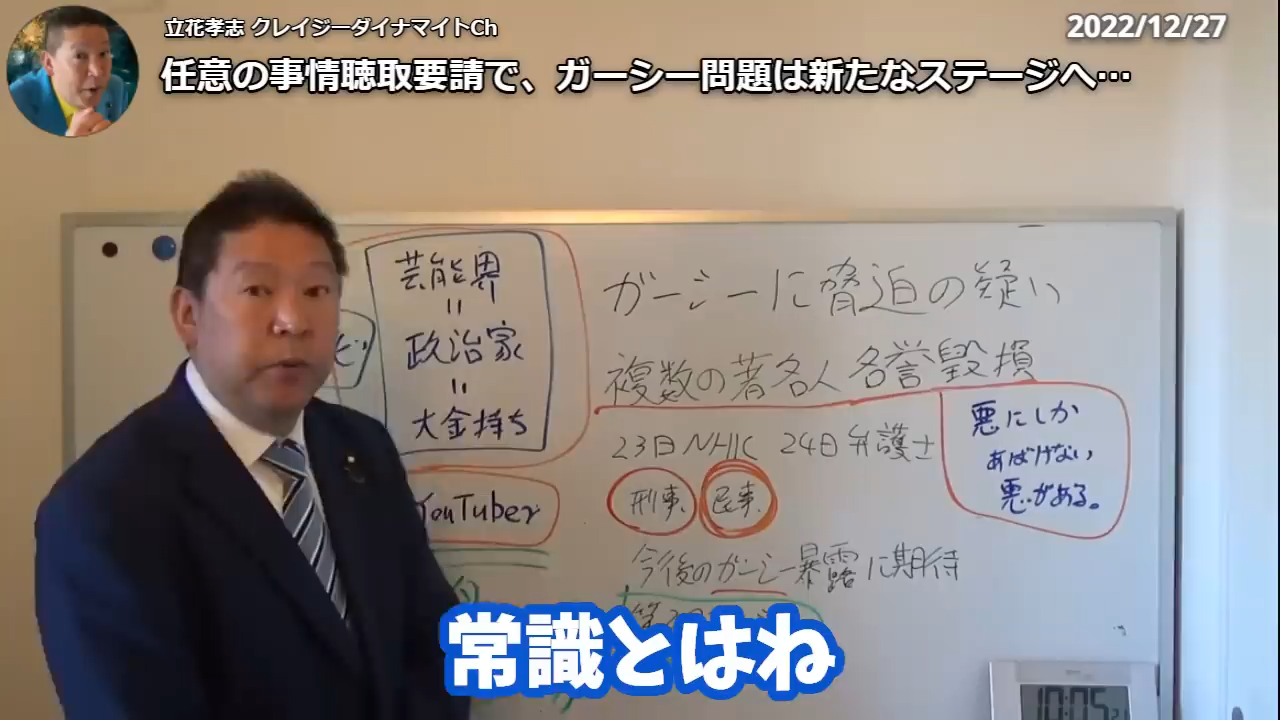 立花孝志 クレイジーダイナマイトCh
2022/12/27
任意の事情聴取要請で、ガーシー問題は新たなステージへ…
芸能界
=
政治家
=
大金持ち
YouTuber
ガーシーに脅迫の疑い
複数の著名人名誉毀損
23日NHK 24日弁護士
刑事 民事
悪にしか
あばけない
悪がある。
今後のガーシー暴露に期待
常識とはね
10:05